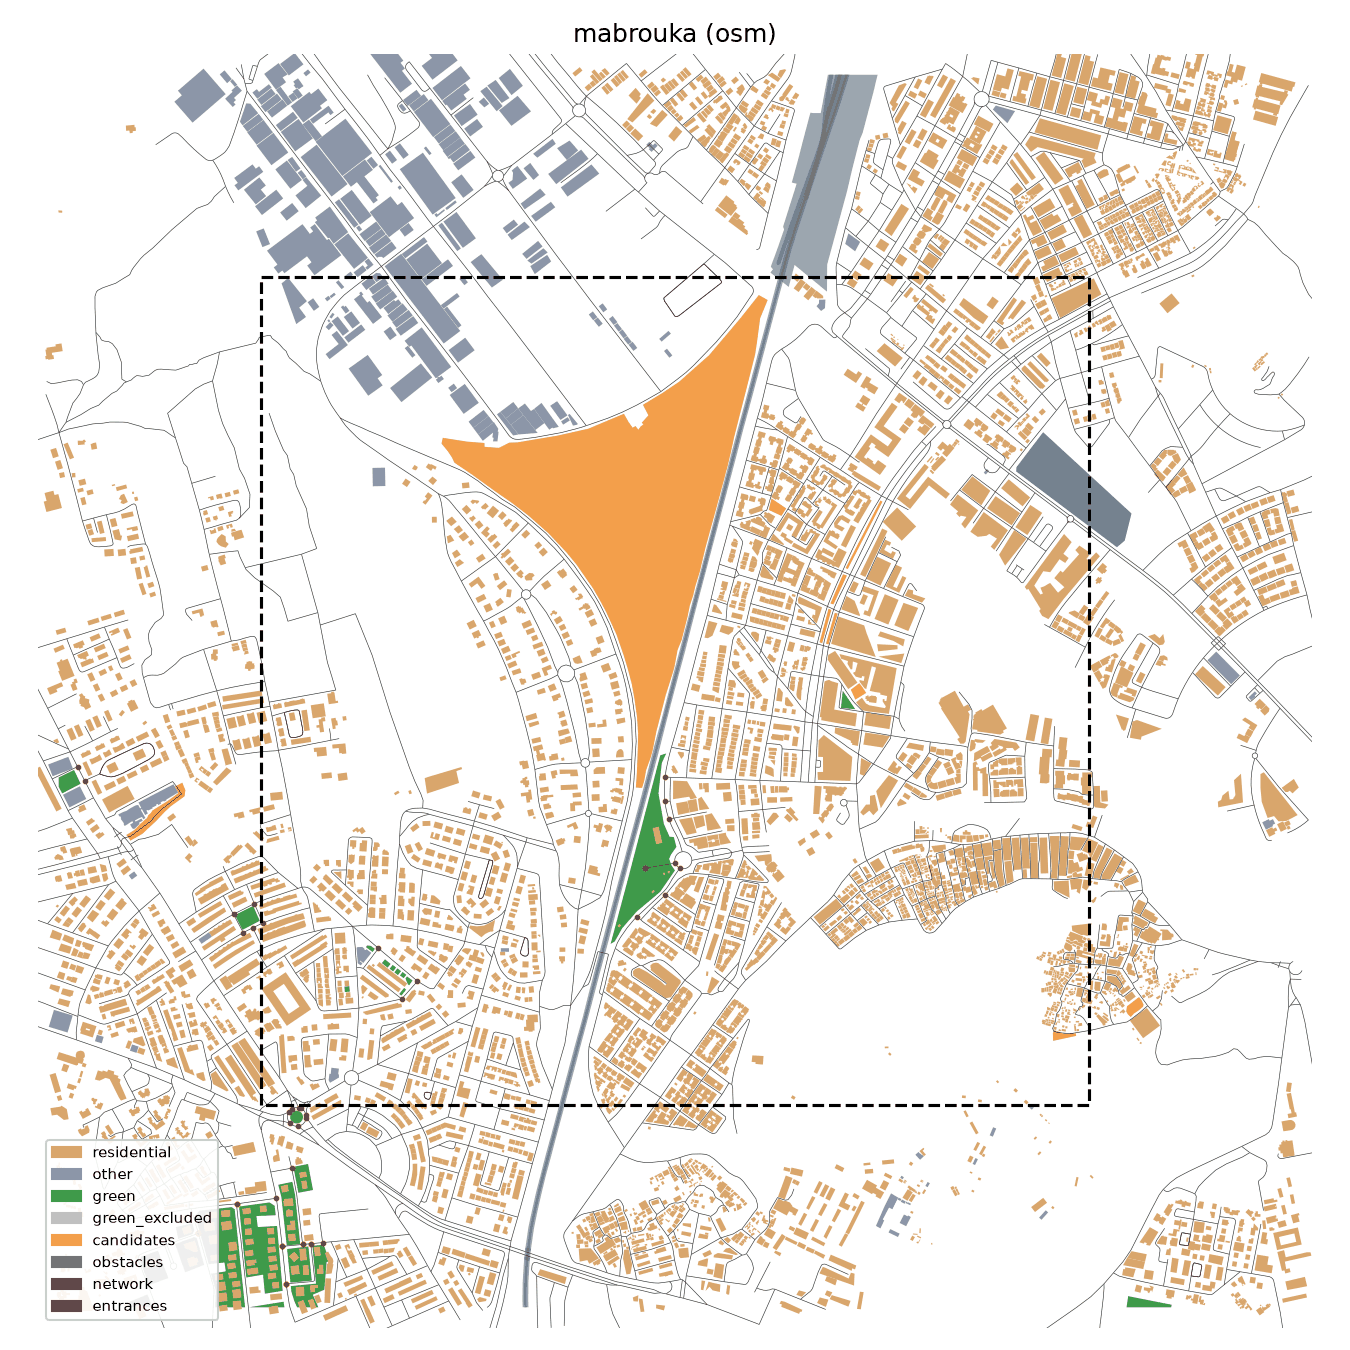 mabrouka (osm)
residential
other
green
green_excluded
candidates
obstacles
network
entrances